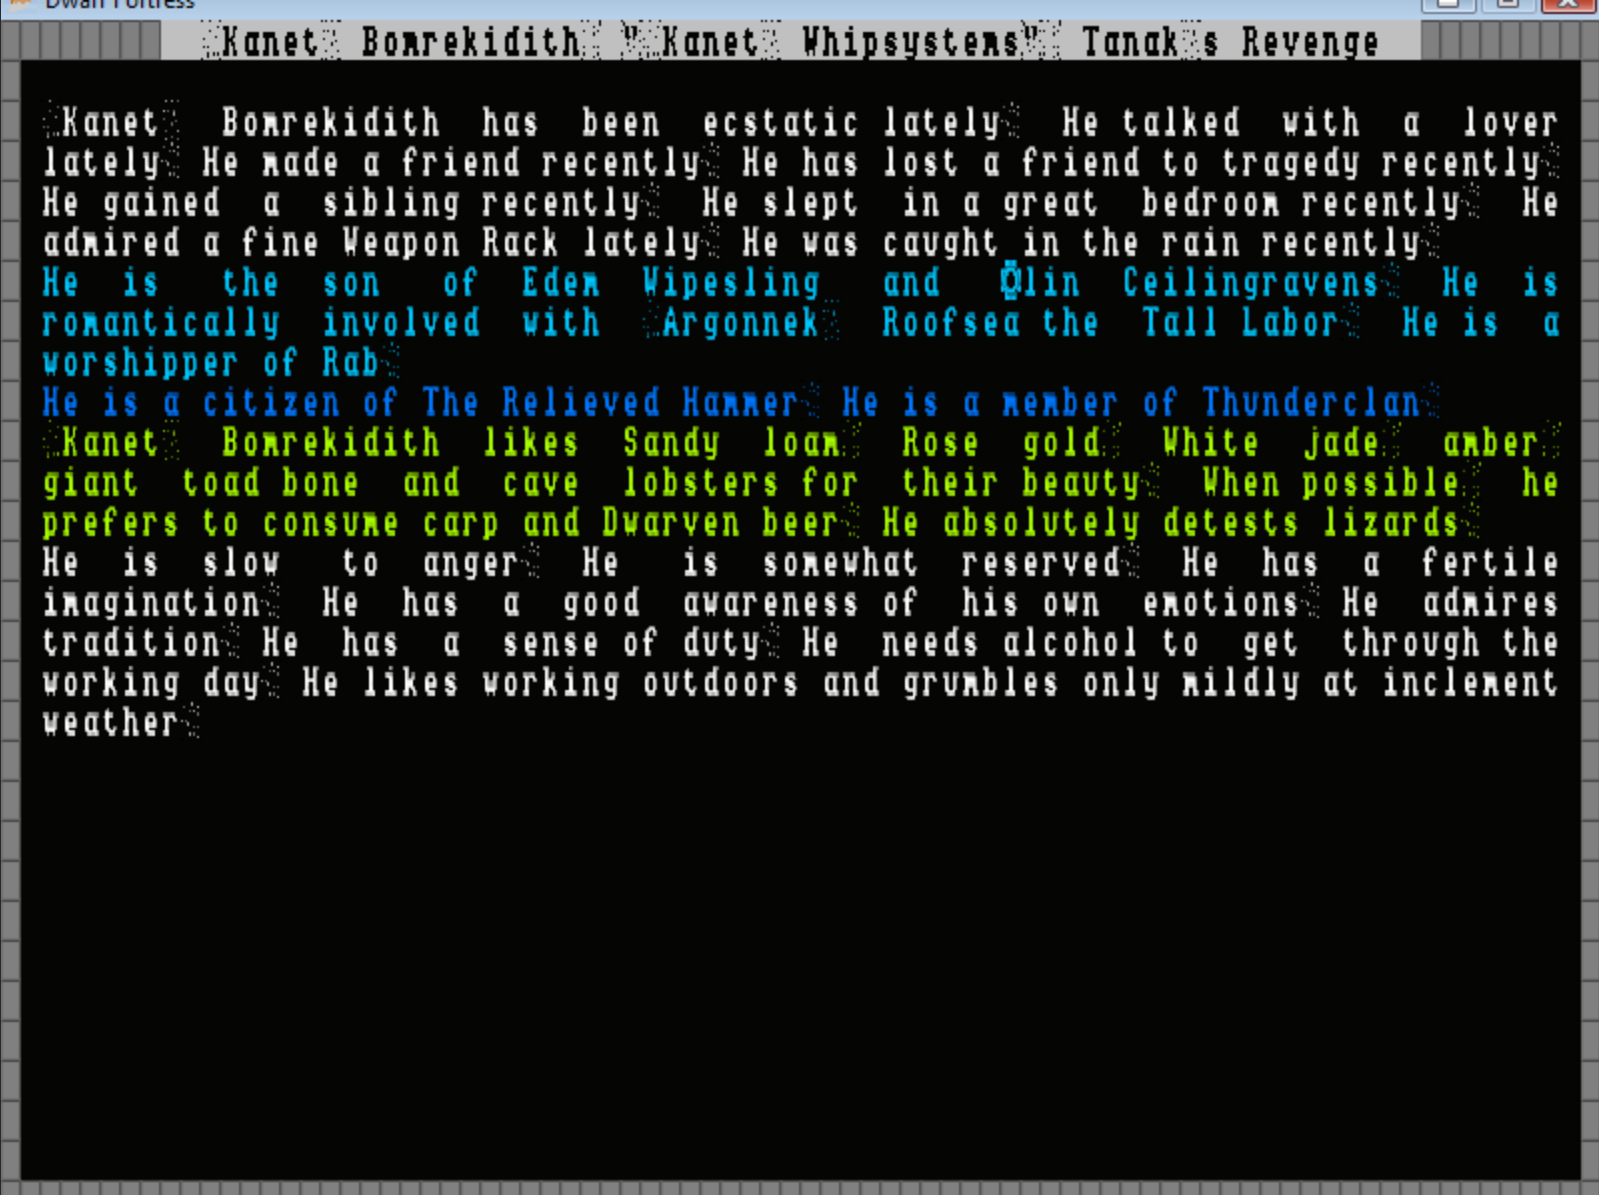 Dwarf Fortress
`Kanet' Bomrekidith, "`Kanet' Whipsystems", Tanak's Revenge
`Kanet' Bomrekidith has been ecstatic lately. He talked with a lover
lately. He made a friend recently. He has lost a friend to tragedy recently.
He gained a sibling recently. He slept in a great bedroom recently. He
admired a fine Weapon Rack lately. He was caught in the rain recently.
He is the son of Edem Wipesling and Olin Ceilingravens. He is
romantically involved with `Argonnek' Roofsea the Tall Labor. He is a
worshipper of Rab.
He is a citizen of The Relieved Hammer. He is a member of Thunderclan.
`Kanet' Bomrekidith likes Sandy loam, Rose gold, White jade, amber,
giant toad bone and cave lobsters for their beauty. When possible, he
prefers to consume carp and Dwarven beer. He absolutely detests lizards.
He is slow to anger. He is somewhat reserved. He has a fertile
imagination. He has a good awareness of his own emotions. He admires
tradition. He has a sense of duty. He needs alcohol to get through the
working day. He likes working outdoors and grumbles only mildly at inclement
weather.